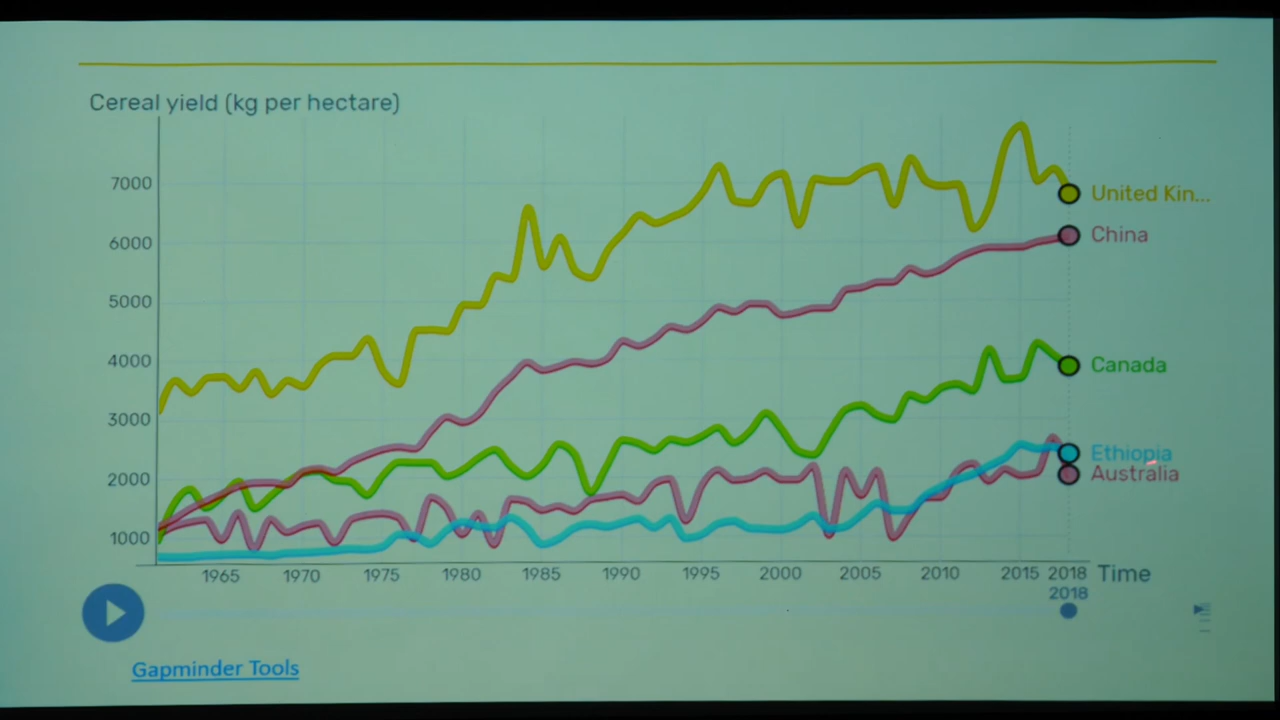 Cereal yield (kg per hectare)
7000
6000
5000
4000
3000
2000
1000
United Kin...
China
Canada
Ethiopia
Australia
1965 1970 1975 1980 1985 1990 1995 2000 2005 2010 2015 2018 Time
2018
Gapminder Tools